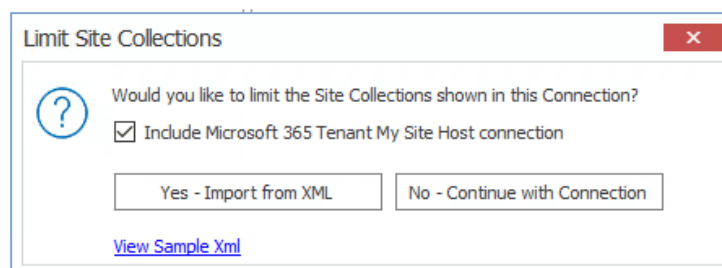 Limit Site Collections
Would you like to limit the Site Collections shown in this Connection?
Include Microsoft 365 Tenant My Site Host connection
Yes - Import from XML
No - Continue with Connection
View Sample Xml